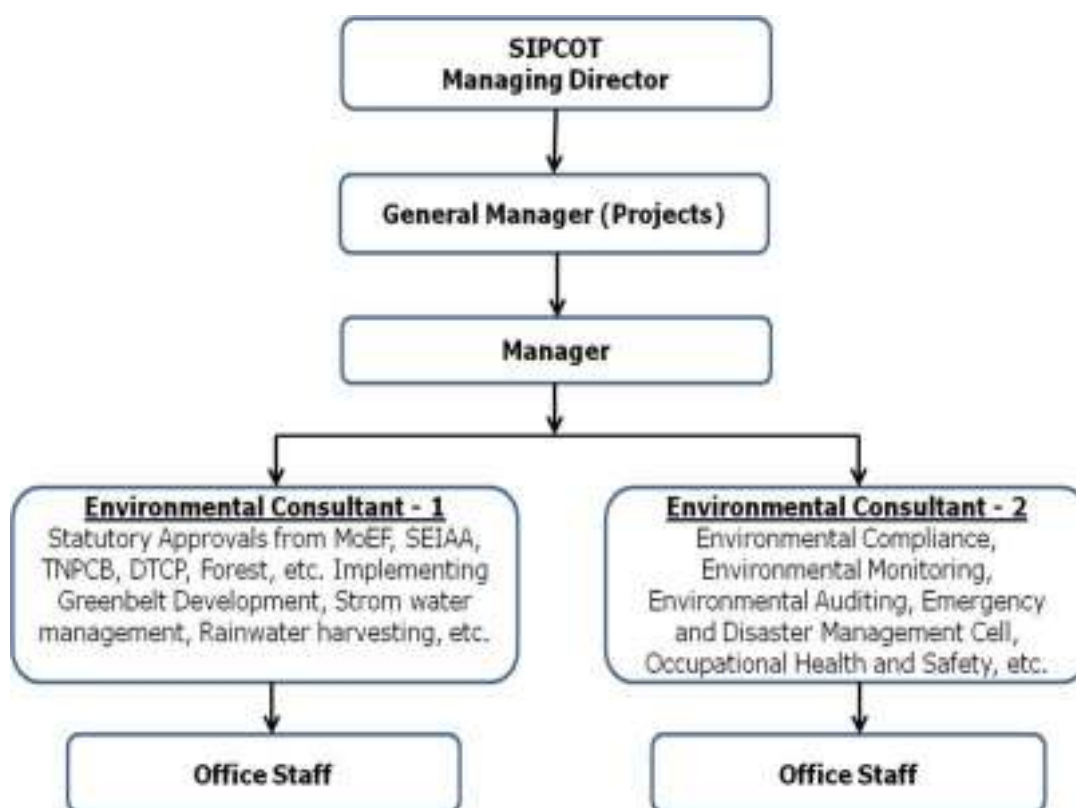 SIPCOT
Managing Director
General Manager (Projects)
Manager
Environmental Consultant - 1
Statutory Approvals from MoEF, SEIAA,
TNPCB, DTCP, Forest, etc. Implementing
Greenbelt Development, Strom water
management, Rainwater harvesting, etc.
Environmental Consultant - 2
Environmental Compliance,
Environmental Monitoring,
Environmental Auditing, Emergency
and Disaster Management Cell,
Occupational Health and Safety, etc.
Office Staff
Office Staff